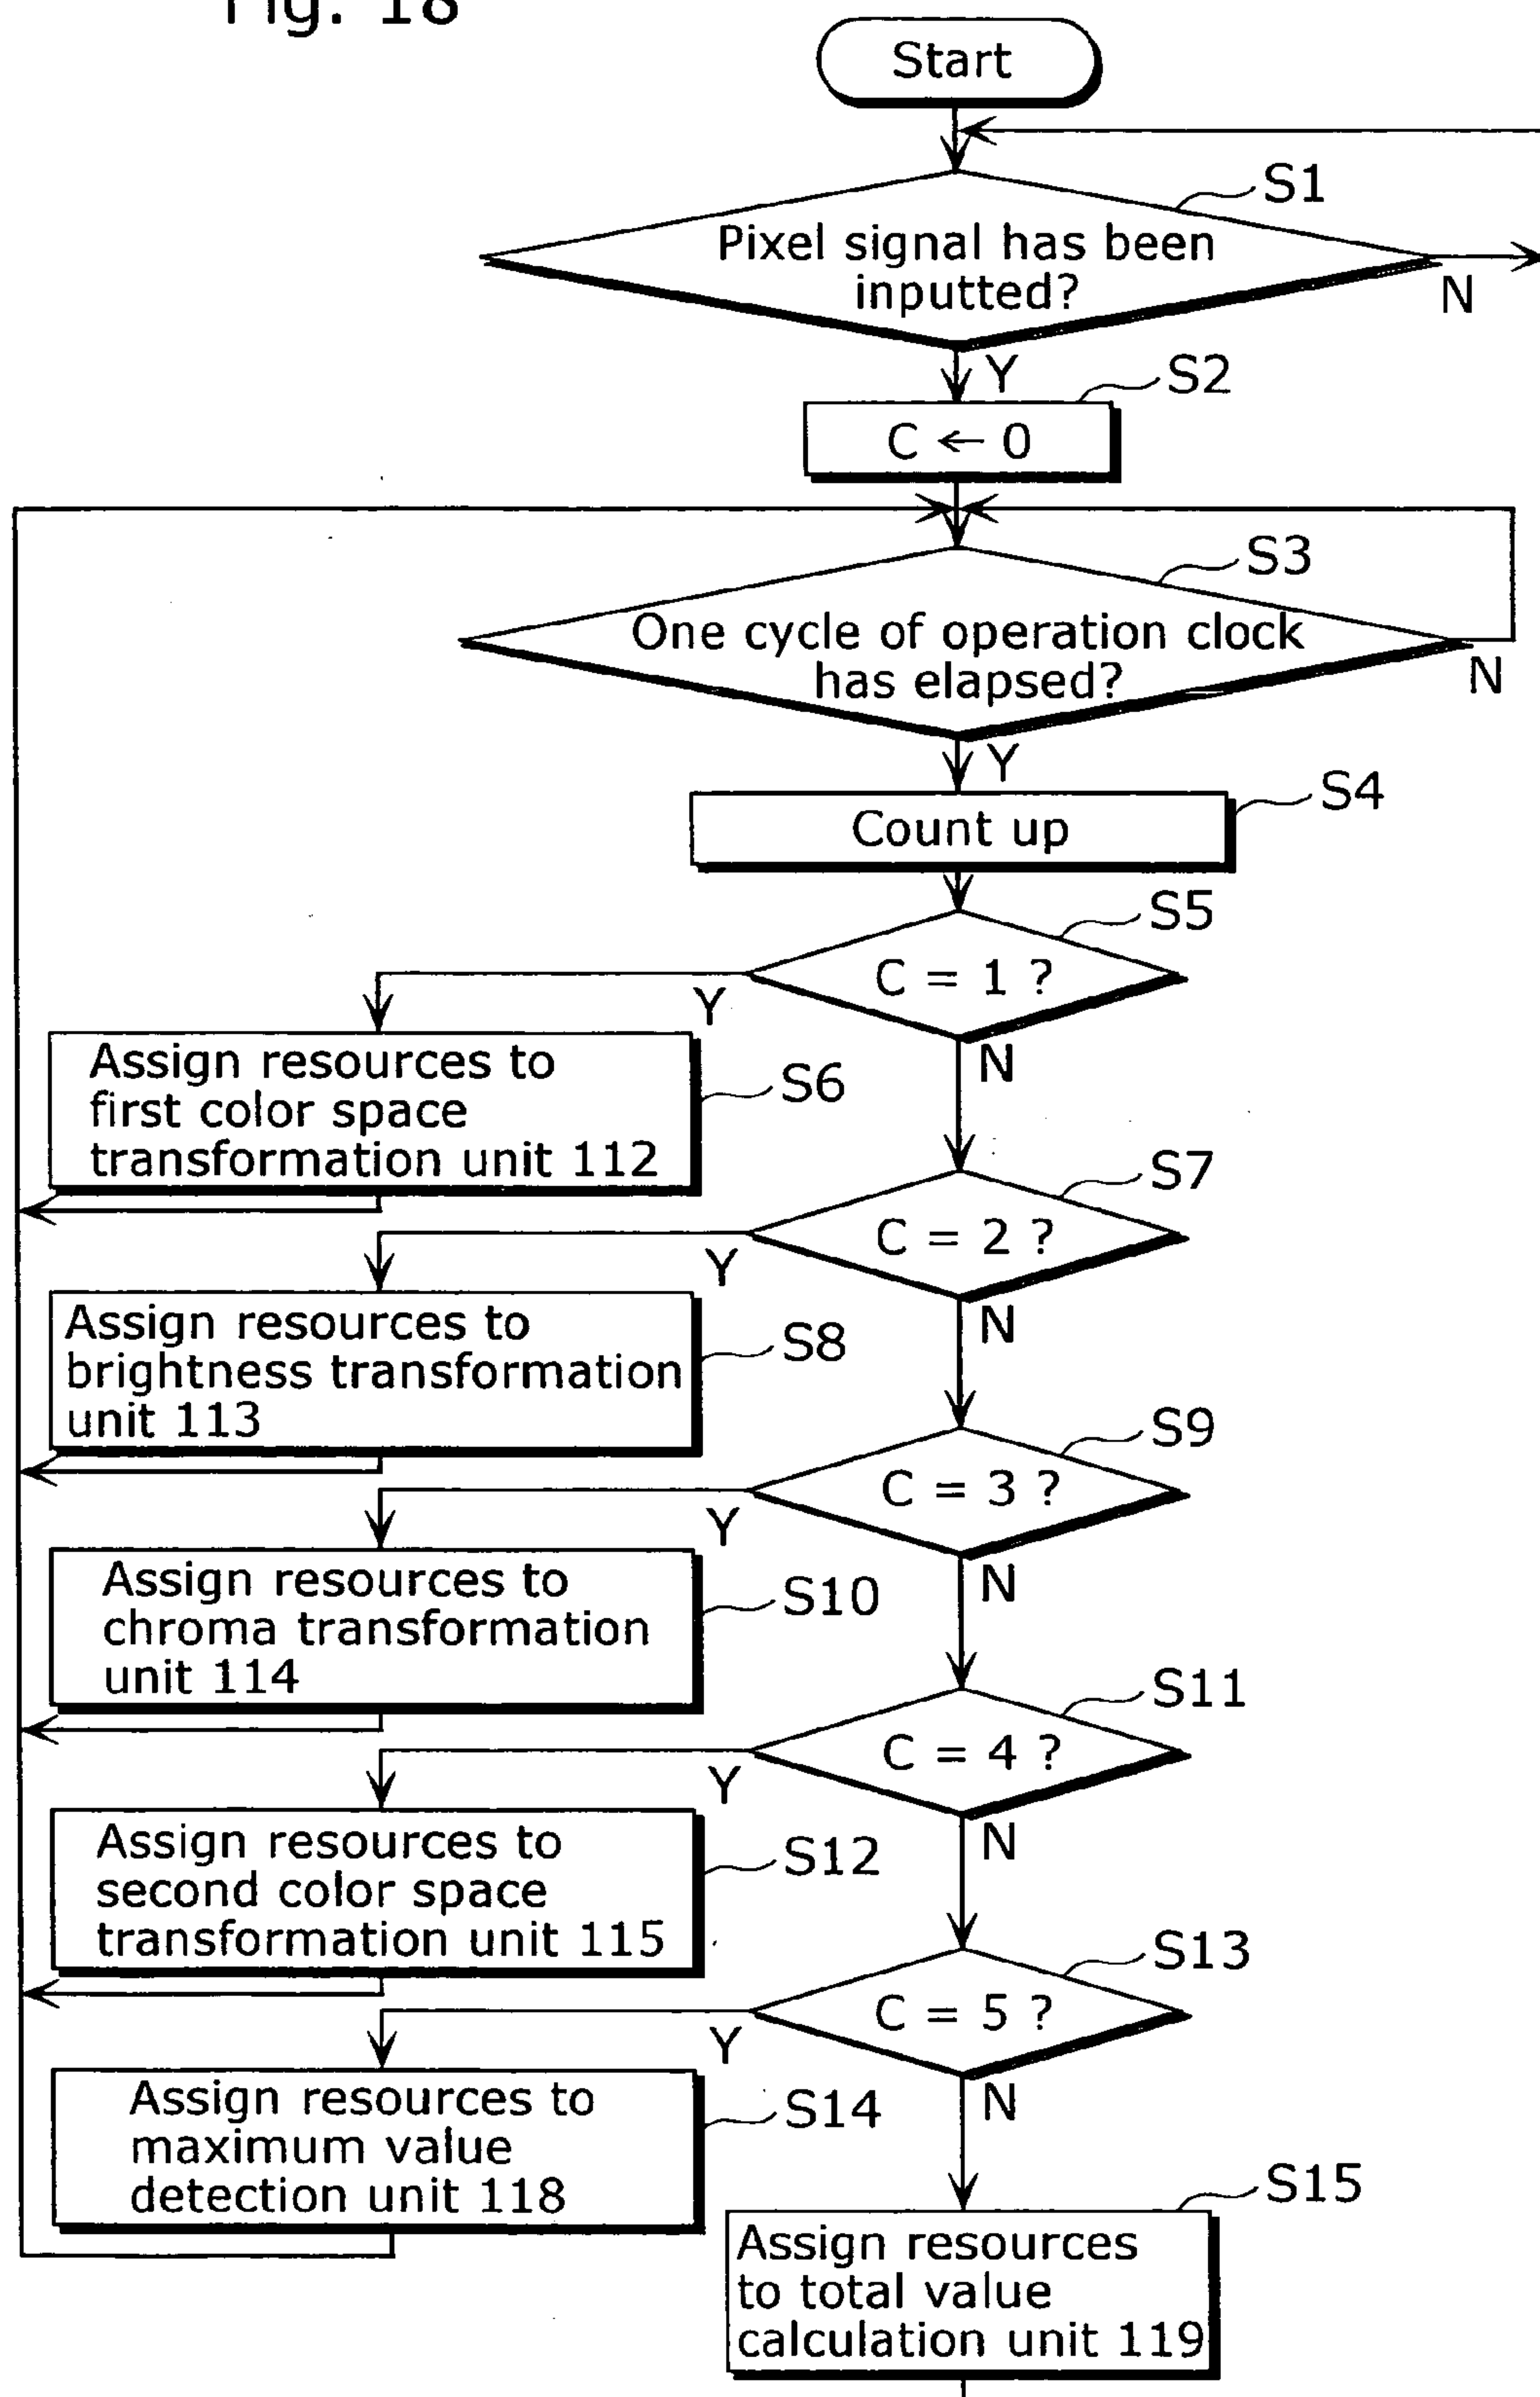 Fig. 18
Start
S1
Pixel signal has been
inputted?
N
Y
S2
C ← 0
S3
One cycle of operation clock
has elapsed?
N
Y
S4
Count up
S5
C = 1 ?
Y
N
Assign resources to
first color space
transformation unit 112
S6
S7
C = 2 ?
Y
N
Assign resources to
brightness transformation
unit 113
S8
S9
C = 3 ?
Y
N
Assign resources to
chroma transformation
unit 114
S10
S11
C = 4 ?
Y
N
Assign resources to
second color space
transformation unit 115
S12
S13
C = 5 ?
Y
N
Assign resources to
maximum value
detection unit 118
S14
S15
Assign resources
to total value
calculation unit 119